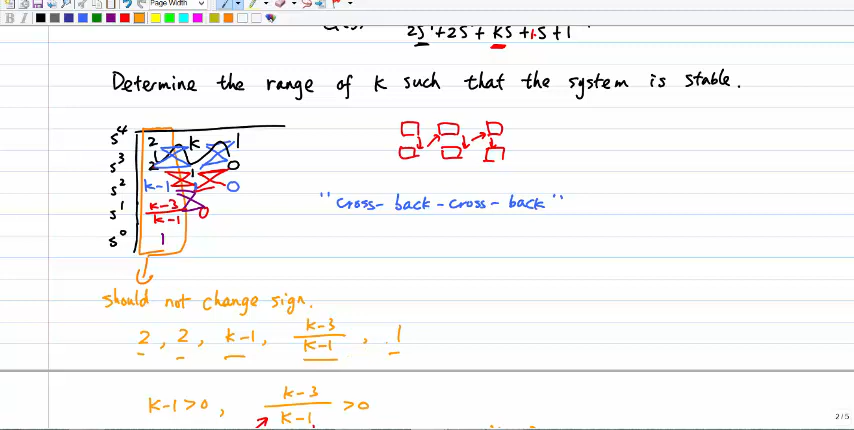 Page Width
B I
2s⁴+2s³+ks²+1s+1
Determine the range of k such that the system is stable.
s⁴ 2 k 1
s³ 2 1 0
s² k-1 1 0
s¹ k-3/k-1 0
s⁰ 1
"cross-back-cross-back"
should not change sign.
2, 2, k-1, k-3/k-1, 1
k-1>0, k-3/k-1 >0
2/5